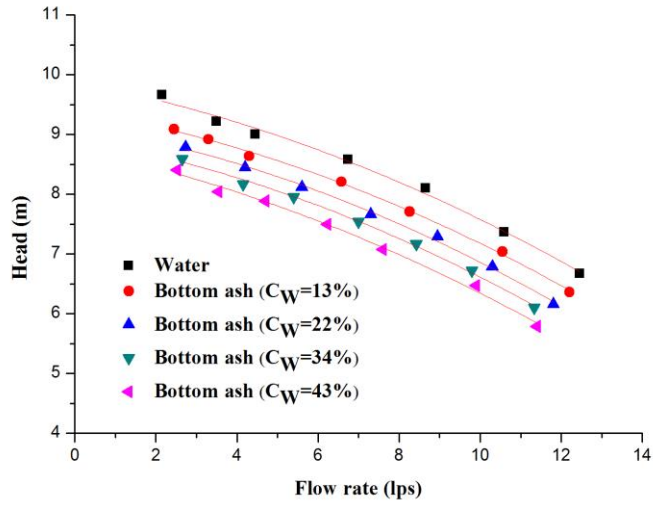 11
10
9
8
7
6
5
4
Head (m)
Water
Bottom ash (CW=13%)
Bottom ash (CW=22%)
Bottom ash (CW=34%)
Bottom ash (CW=43%)
0 2 4 6 8 10 12 14
Flow rate (lps)